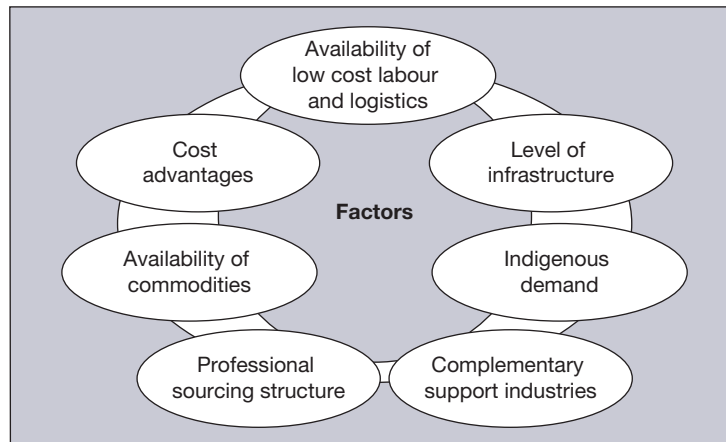 Availability of
low cost labour
and logistics
Cost
advantages
Level of
infrastructure
Factors
Availability of
commodities
Indigenous
demand
Professional
sourcing structure
Complementary
support industries